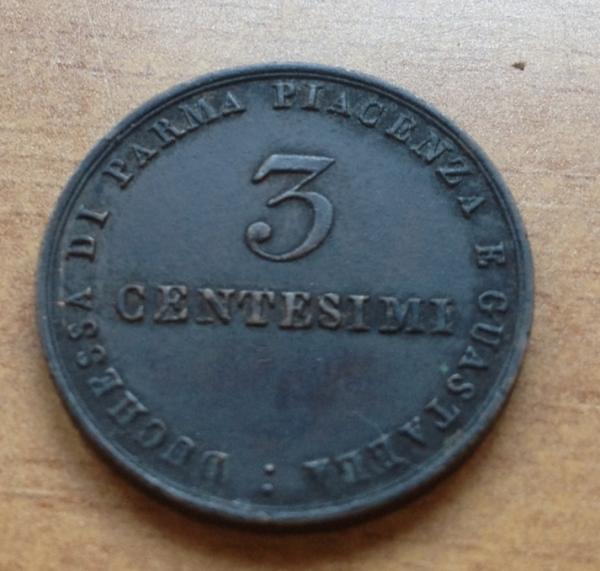 DUCHESSA DI PARMA PIACENZA E GUASTALLA :
3
CENTESIMI